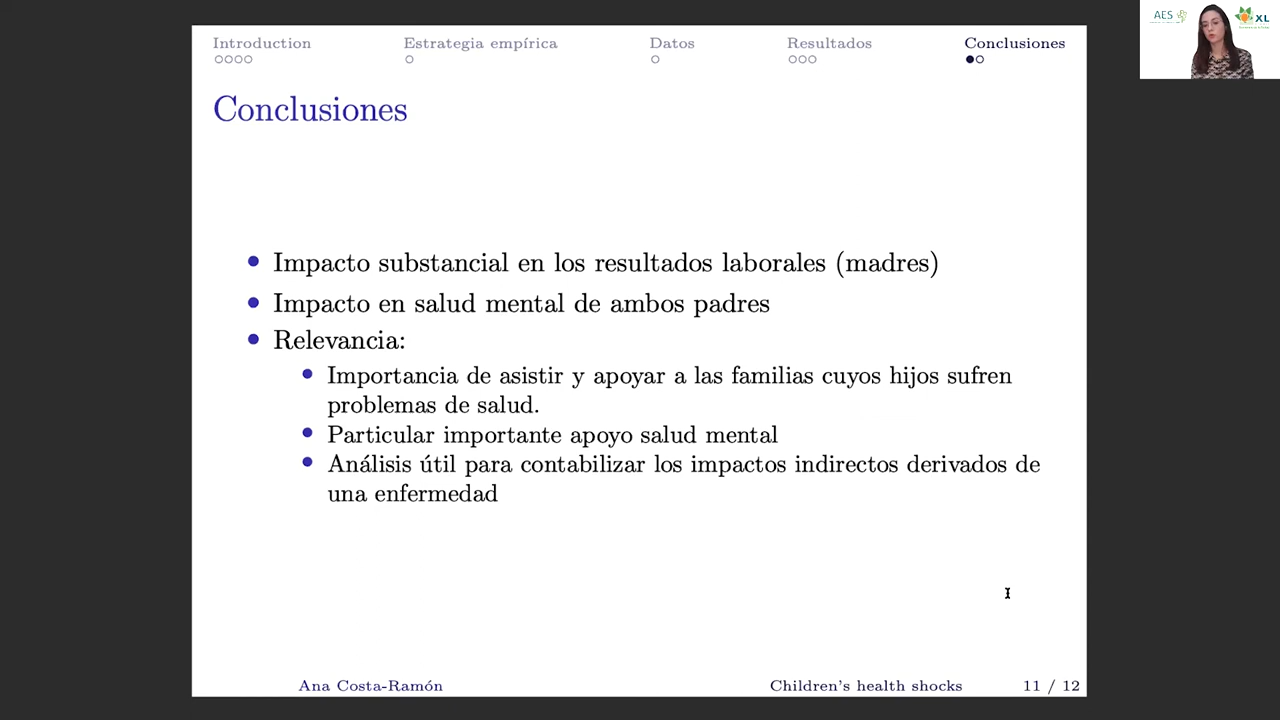 Introduction
Estrategia empírica
Datos
Resultados
Conclusiones
AES
XL
Conclusiones
Impacto substancial en los resultados laborales (madres)
Impacto en salud mental de ambos padres
Relevancia:
Importancia de asistir y apoyar a las familias cuyos hijos sufren
problemas de salud.
Particular importante apoyo salud mental
Análisis útil para contabilizar los impactos indirectos derivados de
una enfermedad
Ana Costa-Ramón
Children's health shocks
11 / 12